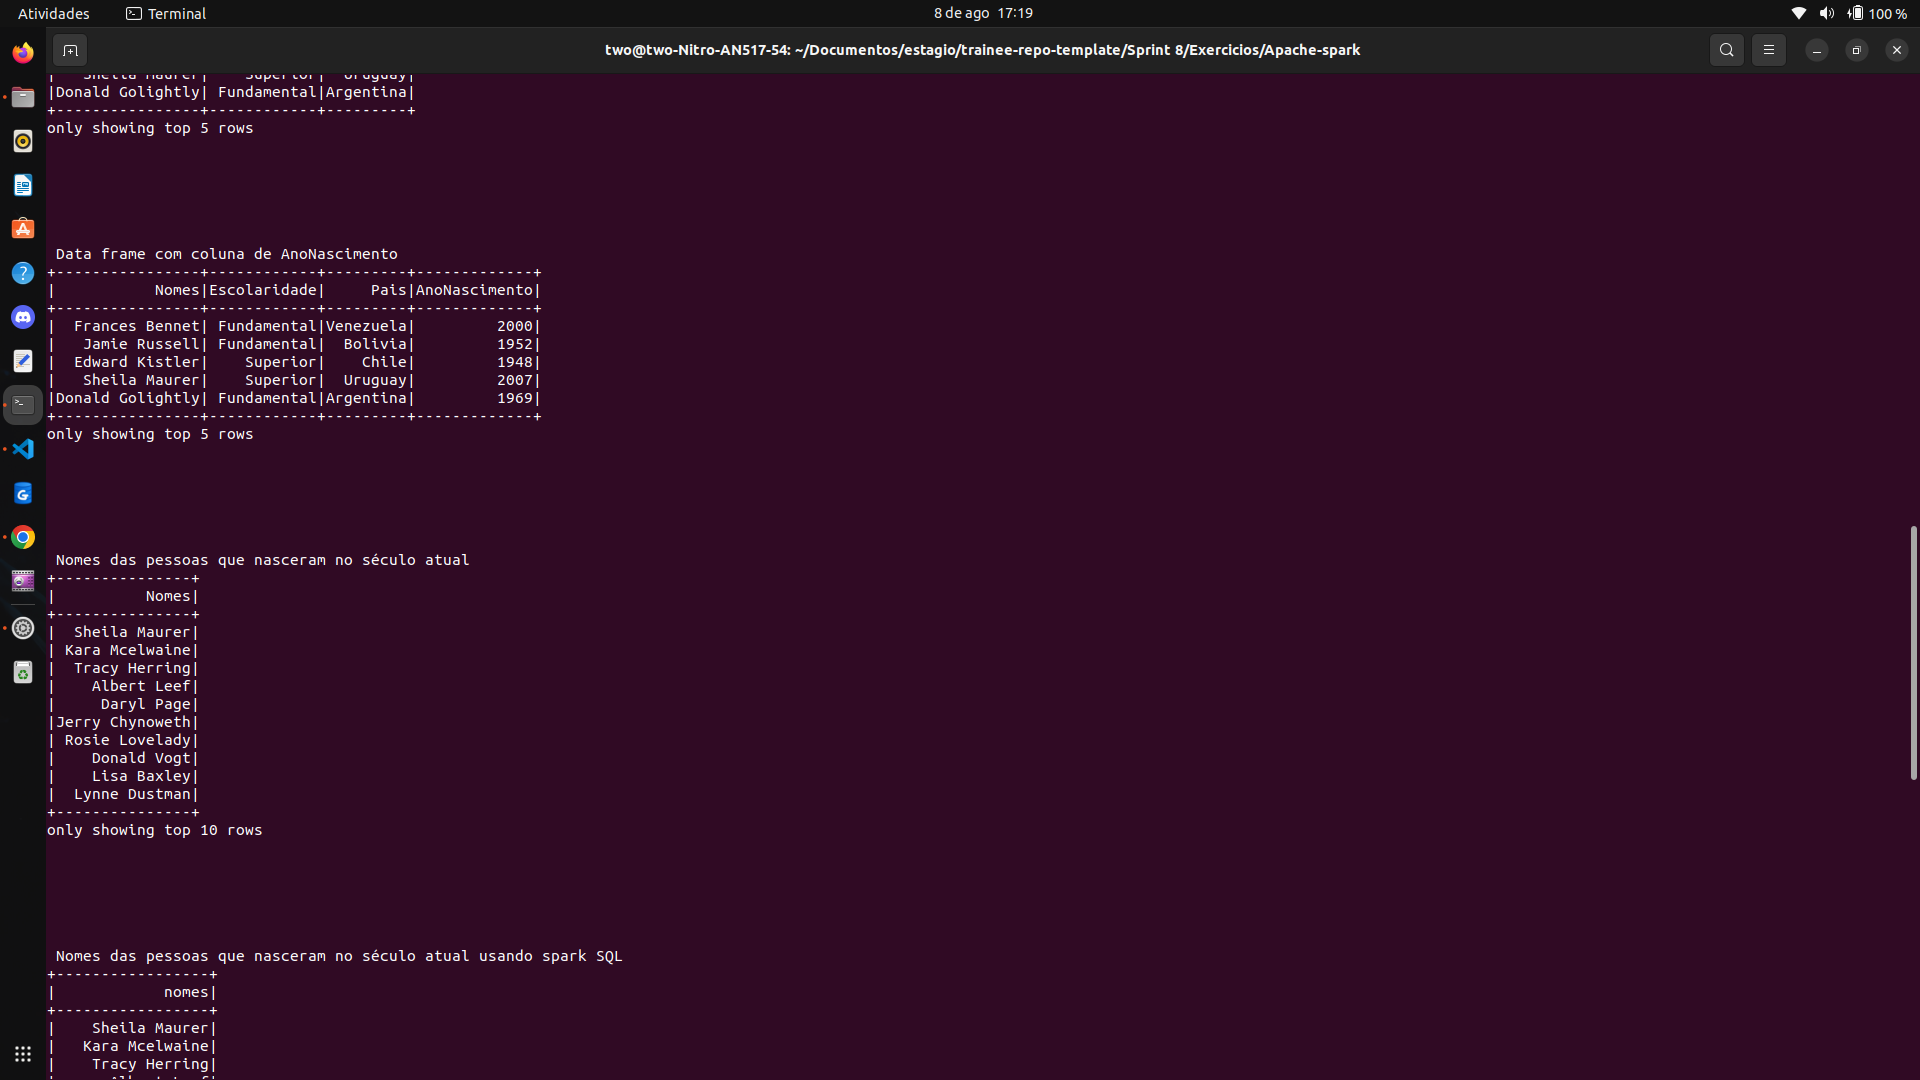 Atividades Terminal 8 de ago 17:19 100 %
two@two-Nitro-AN517-54: ~/Documentos/estagio/trainee-repo-template/Sprint 8/Exercicios/Apache-spark
|   Sheila Maurer|    Superior|  Uruguay|
|Donald Golightly| Fundamental|Argentina|
+----------------+------------+---------+
only showing top 5 rows
 Data frame com coluna de AnoNascimento
+----------------+------------+---------+-------------+
|           Nomes|Escolaridade|     Pais|AnoNascimento|
+----------------+------------+---------+-------------+
|  Frances Bennet| Fundamental|Venezuela|         2000|
|   Jamie Russell| Fundamental|  Bolivia|         1952|
|  Edward Kistler|    Superior|    Chile|         1948|
|   Sheila Maurer|    Superior|  Uruguay|         2007|
|Donald Golightly| Fundamental|Argentina|         1969|
+----------------+------------+---------+-------------+
only showing top 5 rows
 Nomes das pessoas que nasceram no século atual
+---------------+
|          Nomes|
+---------------+
|  Sheila Maurer|
| Kara Mcelwaine|
|  Tracy Herring|
|    Albert Leef|
|     Daryl Page|
|Jerry Chynoweth|
| Rosie Lovelady|
|    Donald Vogt|
|    Lisa Baxley|
|  Lynne Dustman|
+---------------+
only showing top 10 rows
 Nomes das pessoas que nasceram no século atual usando spark SQL
+-----------------+
|            nomes|
+-----------------+
|    Sheila Maurer|
|   Kara Mcelwaine|
|    Tracy Herring|